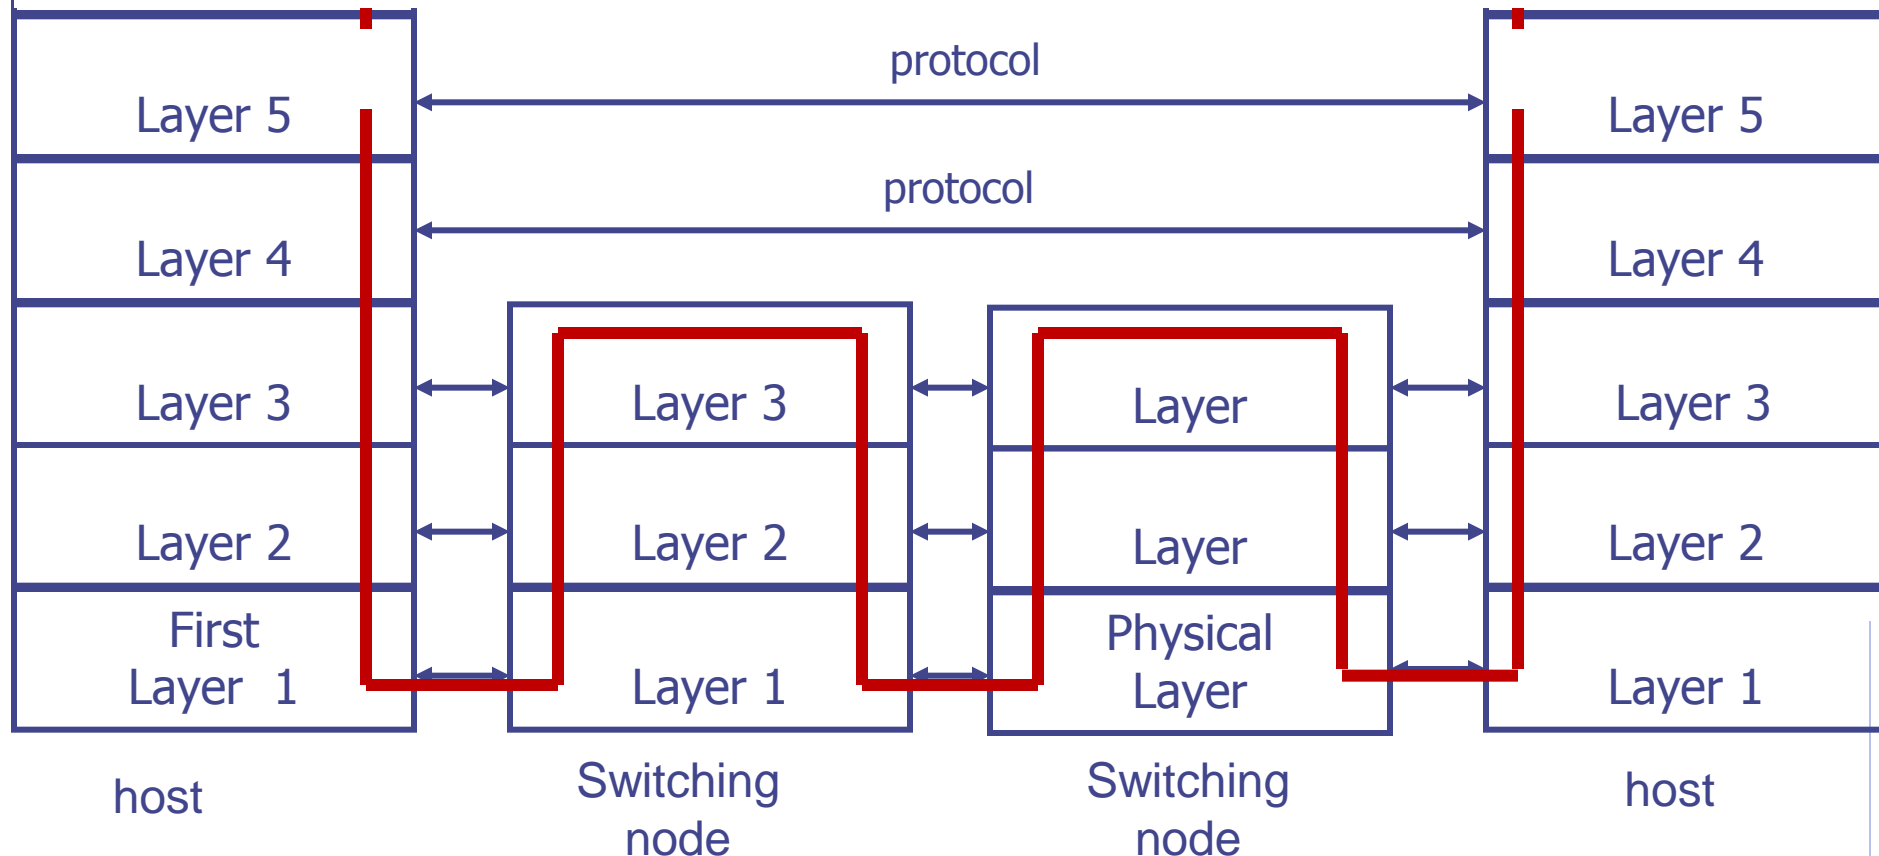 protocol
Layer 5
Layer 5
protocol
Layer 4
Layer 4
Layer 3
Layer 3
Layer
Layer 3
Layer 2
Layer 2
Layer
Layer 2
First
Layer 1
Layer 1
Physical
Layer
Layer 1
host
Switching
node
Switching
node
host